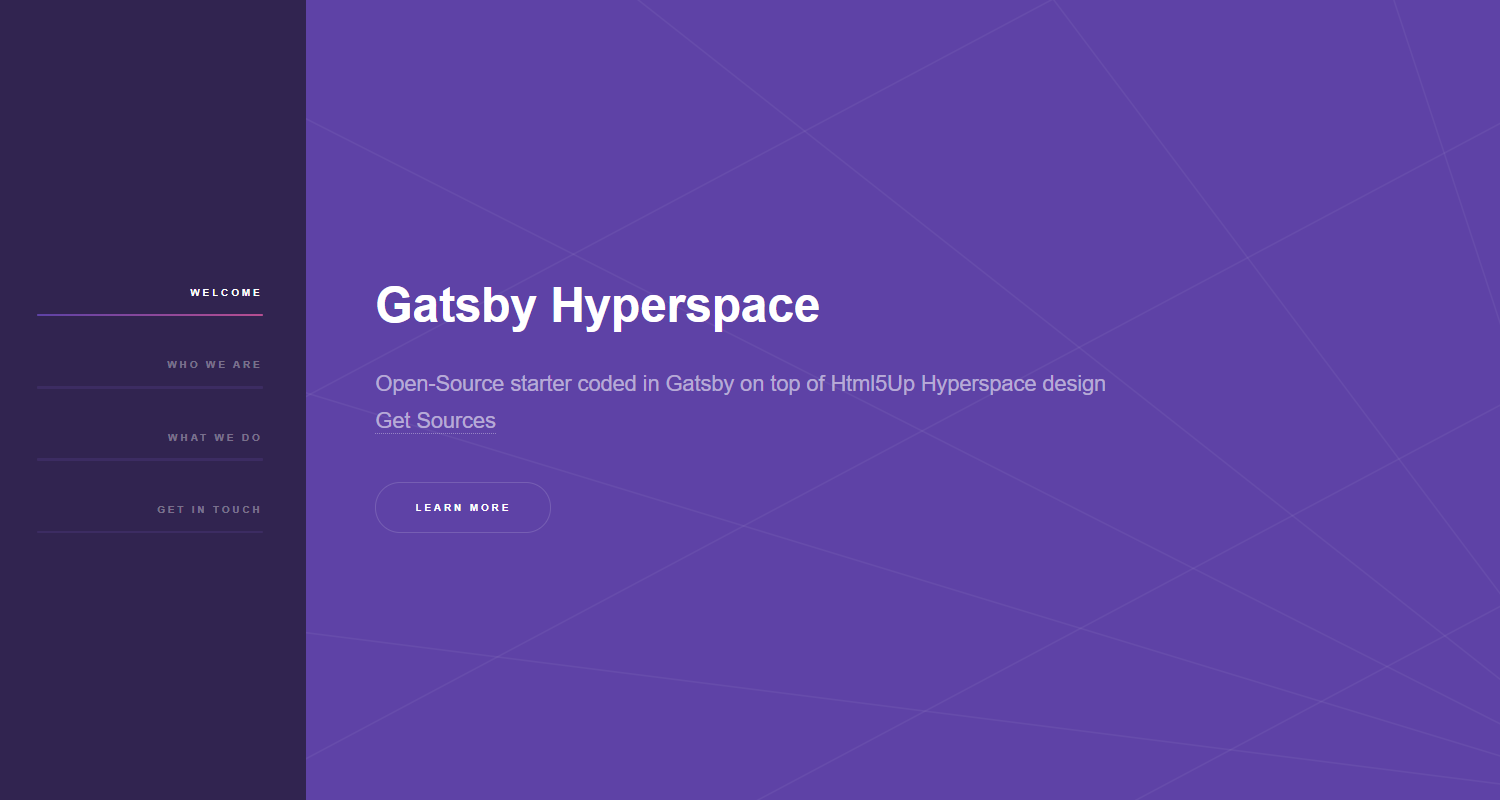 WELCOME
WHO WE ARE
WHAT WE DO
GET IN TOUCH
Gatsby Hyperspace
Open-Source starter coded in Gatsby on top of Html5Up Hyperspace design
Get Sources
LEARN MORE